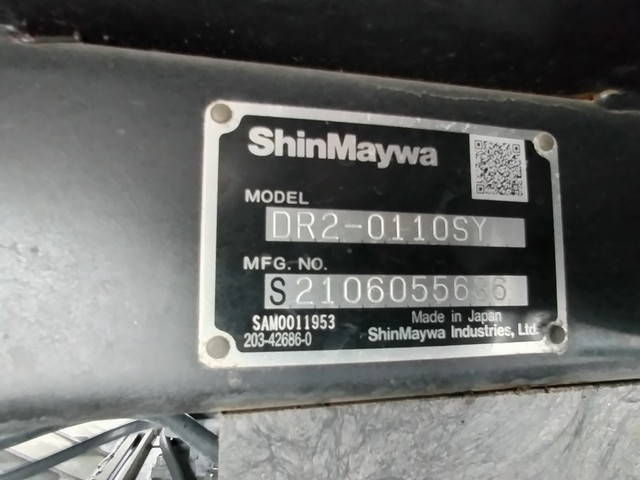 ShinMaywa
MODEL
DR2-0110SY
MFG. NO.
SAM0011953
203-42686-0
Made in Japan
ShinMaywa Industries, Ltd.